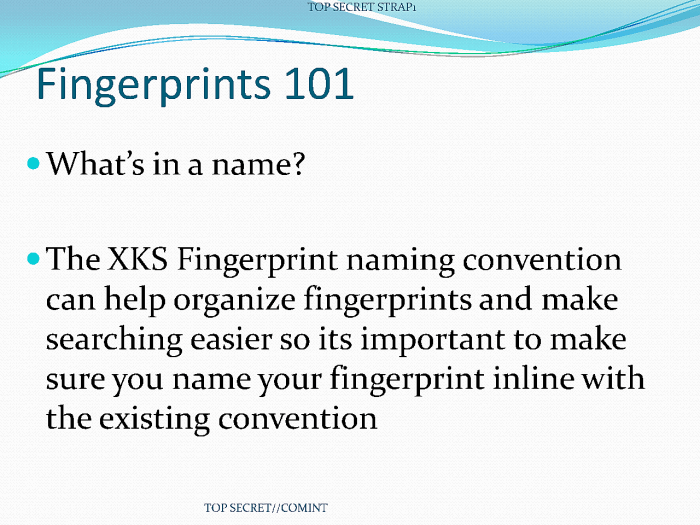 TOP SECRET STRAP1
Fingerprints 101
What's in a name?
The XKS Fingerprint naming convention
can help organize fingerprints and make
searching easier so its important to make
sure you name your fingerprint inline with
the existing convention
TOP SECRET//COMINT